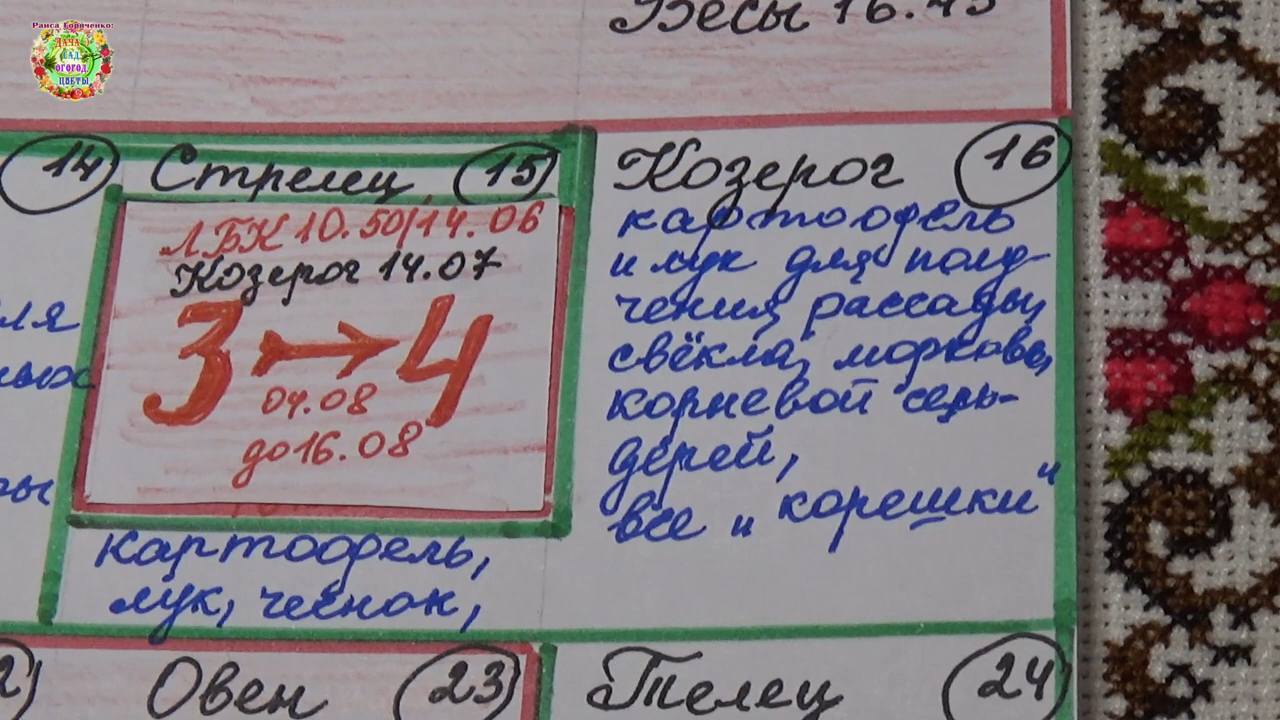 Раиса Горяченко:
ДАЧА
САД,
ОГОРОД,
ЦВЕТЫ
Весы 16.43
14
Стрелец 15
ЛБК 10.50/14.06
Козерог 14.07
3 → 4
04.08
до 16.08
картофель,
лук, чеснок,
Козерог 16
картофель
и лук для полу-
чения рассады,
свёкла, морковь,
корневой сель-
дерей,
все "корешки"
Овен 23
Телец 24